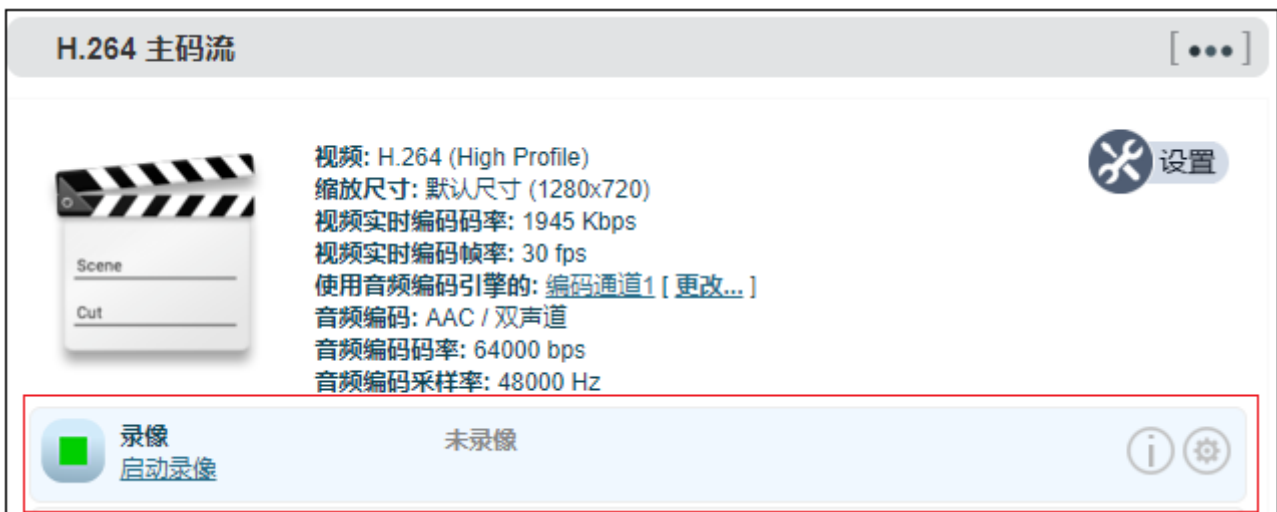 H.264 主码流
[•••]
视频: H.264 (High Profile)
缩放尺寸: 默认尺寸 (1280x720)
视频实时编码码率: 1945 Kbps
视频实时编码帧率: 30 fps
使用音频编码引擎的: 编码通道1 [ 更改... ]
音频编码: AAC / 双声道
音频编码码率: 64000 bps
音频编码采样率: 48000 Hz
设置
Scene
Cut
录像
启动录像
未录像
i